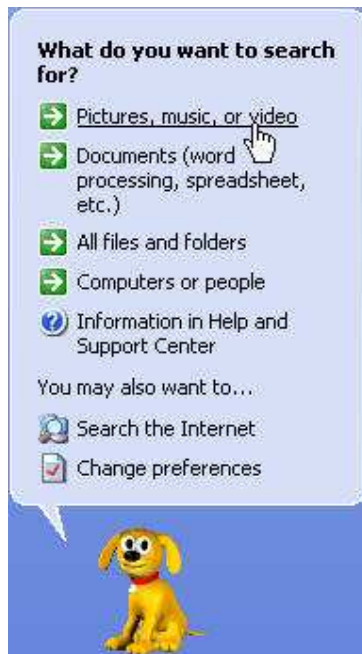 What do you want to search
for?
Pictures, music, or video
Documents (word
processing, spreadsheet,
etc.)
All files and folders
Computers or people
Information in Help and
Support Center
You may also want to...
Search the Internet
Change preferences